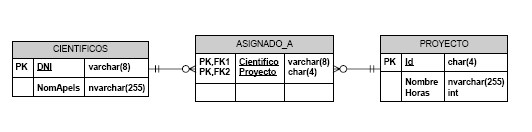 CIENTIFICOS
PK DNI varchar(8)
NomApels nvarchar(255)
ASIGNADO_A
PK,FK1 Cientifico varchar(8)
PK,FK2 Proyecto char(4)
PROYECTO
PK Id char(4)
Nombre nvarchar(255)
Horas int